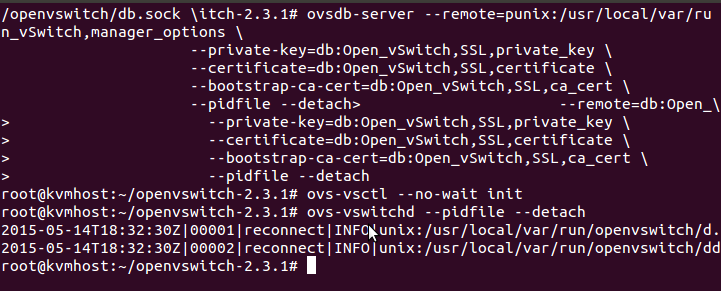 /openvswitch/db.sock \itch-2.3.1# ovsdb-server --remote=punix:/usr/local/var/ru
n_vSwitch,manager_options \
--private-key=db:Open_vSwitch,SSL,private_key \
--certificate=db:Open_vSwitch,SSL,certificate \
--bootstrap-ca-cert=db:Open_vSwitch,SSL,ca_cert \
--pidfile --detach> --remote=db:Open_\
> --private-key=db:Open_vSwitch,SSL,private_key \
> --certificate=db:Open_vSwitch,SSL,certificate \
> --bootstrap-ca-cert=db:Open_vSwitch,SSL,ca_cert \
> --pidfile --detach
root@kvmhost:~/openvswitch-2.3.1# ovs-vsctl --no-wait init
root@kvmhost:~/openvswitch-2.3.1# ovs-vswitchd --pidfile --detach
2015-05-14T18:32:30Z|00001|reconnect|INFO|unix:/usr/local/var/run/openvswitch/d.
2015-05-14T18:32:30Z|00002|reconnect|INFO|unix:/usr/local/var/run/openvswitch/dd
root@kvmhost:~/openvswitch-2.3.1#